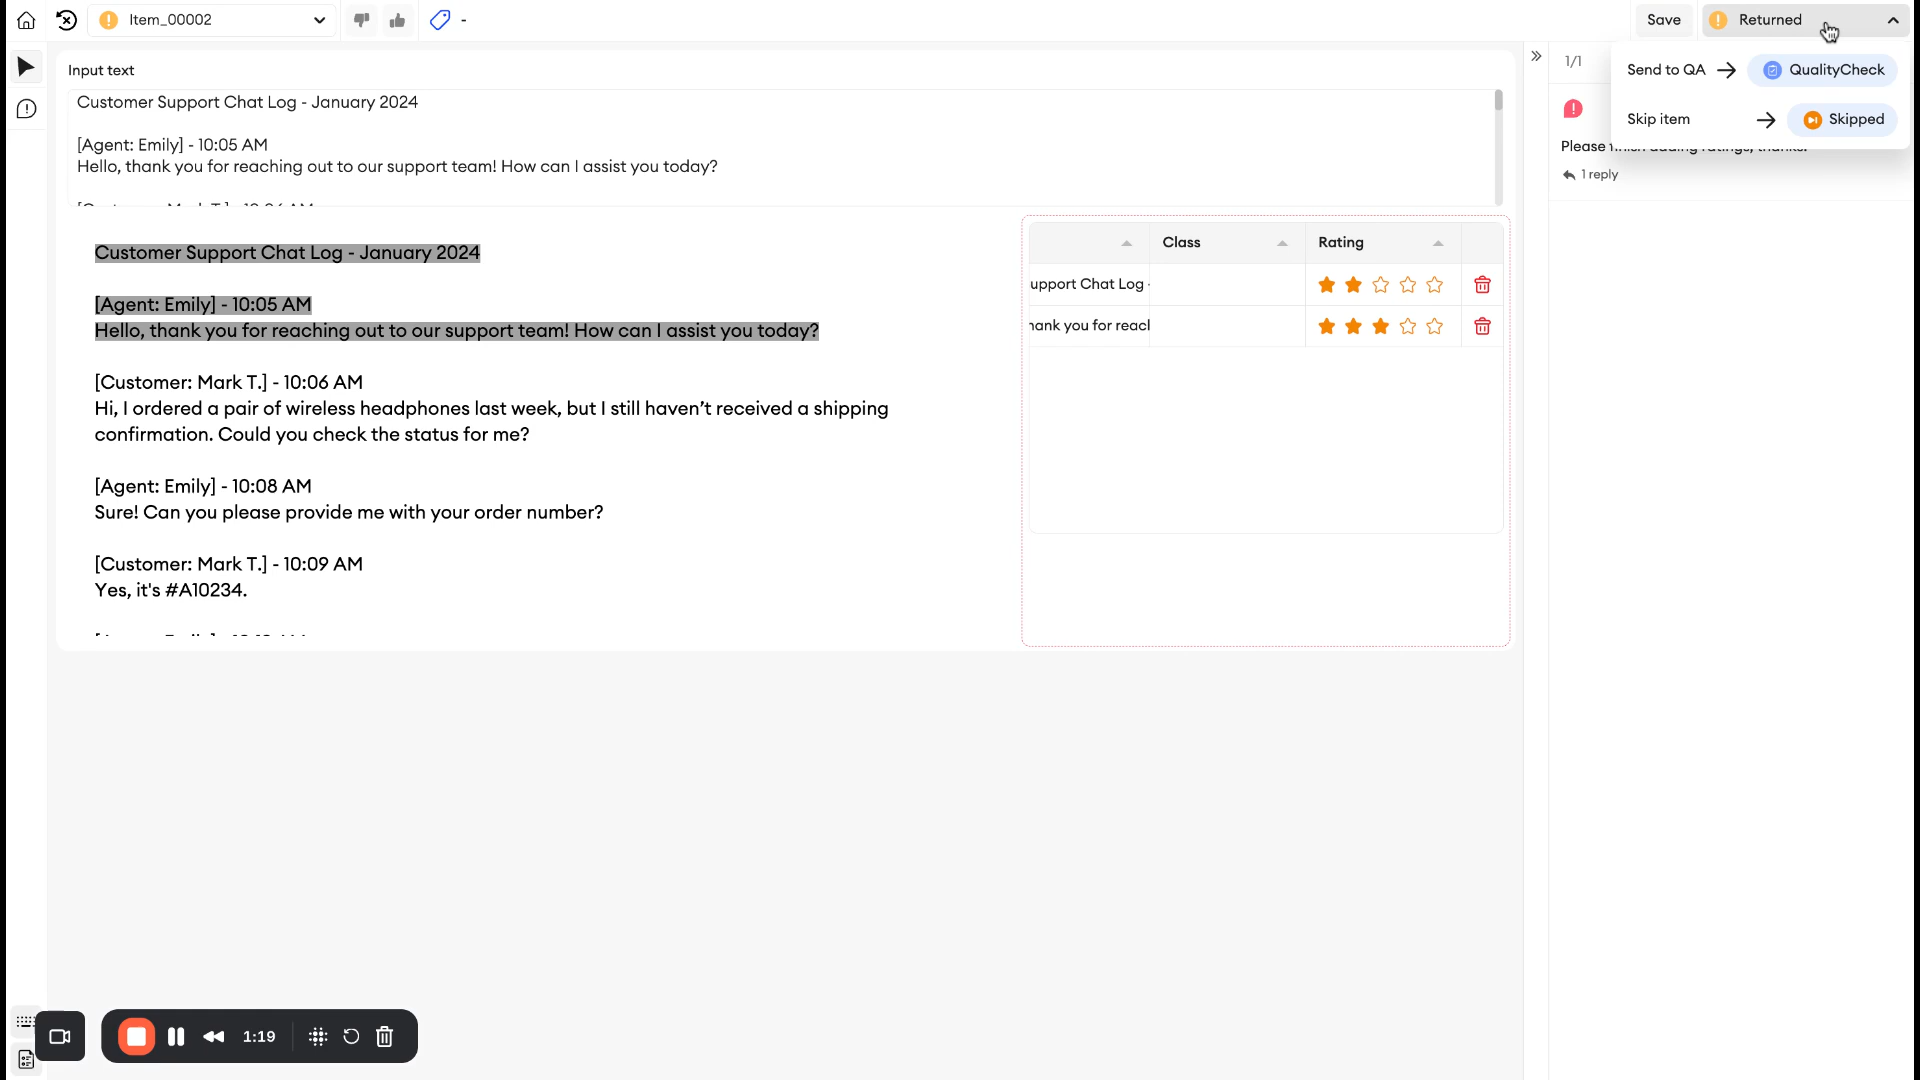 Item_00002
-
Save
Returned
Send to QA
QualityCheck
Skip item
Skipped
1/1
1 reply
Input text
Customer Support Chat Log - January 2024
[Agent: Emily] - 10:05 AM
Hello, thank you for reaching out to our support team! How can I assist you today?
Customer Support Chat Log - January 2024
[Agent: Emily] - 10:05 AM
Hello, thank you for reaching out to our support team! How can I assist you today?
[Customer: Mark T.] - 10:06 AM
Hi, I ordered a pair of wireless headphones last week, but I still haven’t received a shipping
confirmation. Could you check the status for me?
[Agent: Emily] - 10:08 AM
Sure! Can you please provide me with your order number?
[Customer: Mark T.] - 10:09 AM
Yes, it's #A10234.
Class
Rating
upport Chat Log -
hank you for reacl
Please
1:19